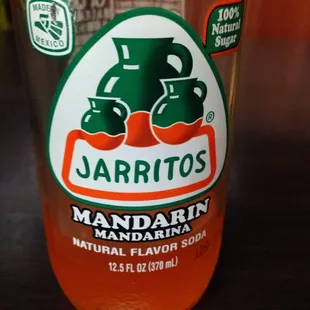 MADE IN
MEXICO
100%
Natural
Sugar
JARRITOS®
MANDARIN
MANDARINA
NATURAL FLAVOR SODA
12.5 FL OZ (370 mL)